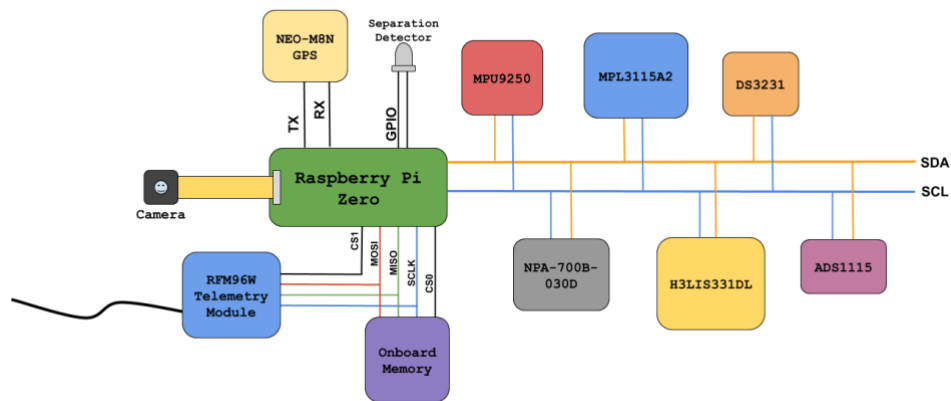 NEO-M8N
GPS
Separation
Detector
MPU9250
MPL3115A2
DS3231
TX
RX
GPIO
SDA
SCL
Raspberry Pi
Zero
Camera
CS1
MOSI
MISO
SCLK
CS0
NPA-700B-
030D
H3LIS331DL
ADS1115
RFM96W
Telemetry
Module
Onboard
Memory